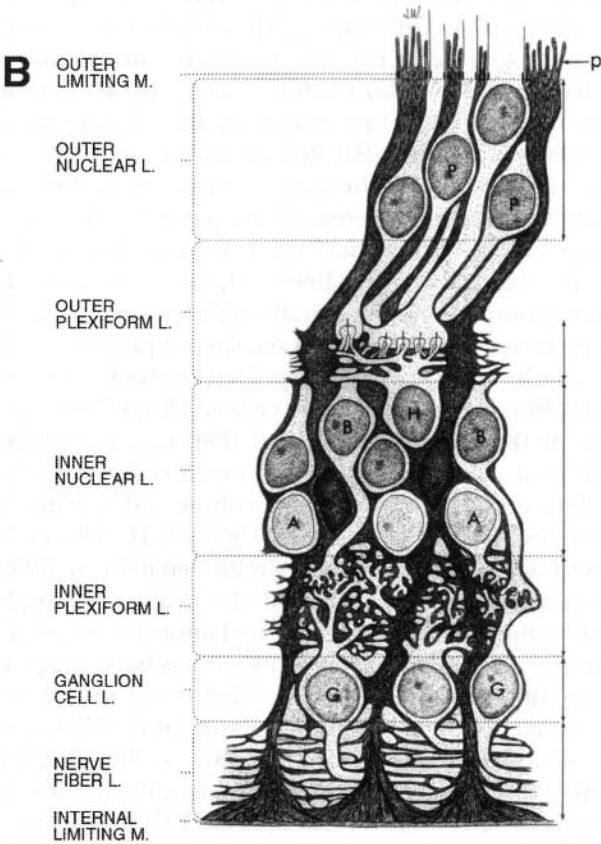 B
OUTER
LIMITING M.
p
OUTER
NUCLEAR L.
P
P
OUTER
PLEXIFORM L.
B
H
B
INNER
NUCLEAR L.
A
A
INNER
PLEXIFORM L.
GANGLION
CELL L.
G
G
NERVE
FIBER L.
INTERNAL
LIMITING M.